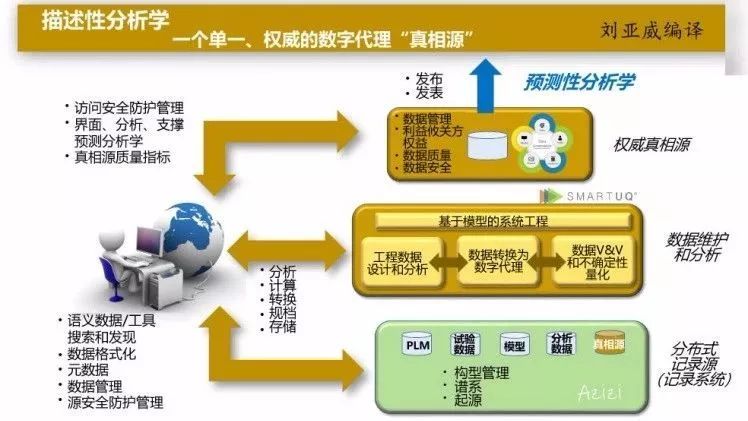 描述性分析学
一个单一、权威的数字代理“真相源”
刘亚威编译
• 发布
• 发表
预测性分析学
• 访问安全防护管理
• 界面、分析、支撑
预测分析学
• 真相源质量指标
• 数据管理
• 利益攸关方
权益
• 数据质量
• 数据安全
权威真相源
SMARTUQ
基于模型的系统工程
工程数据
设计和分析
数据转换为
数字代理
数据V&V
和不确定性
量化
数据维护
和分析
• 分析
• 计算
• 转换
• 规档
• 存储
• 语义数据/工具
搜索和发现
• 数据格式化
• 元数据
• 数据管理
• 源安全防护管理
PLM
试验
数据
模型
分析
数据
真相源
• 构型管理
• 谱系
• 起源
Azizi
分布式
记录源
(记录系统)